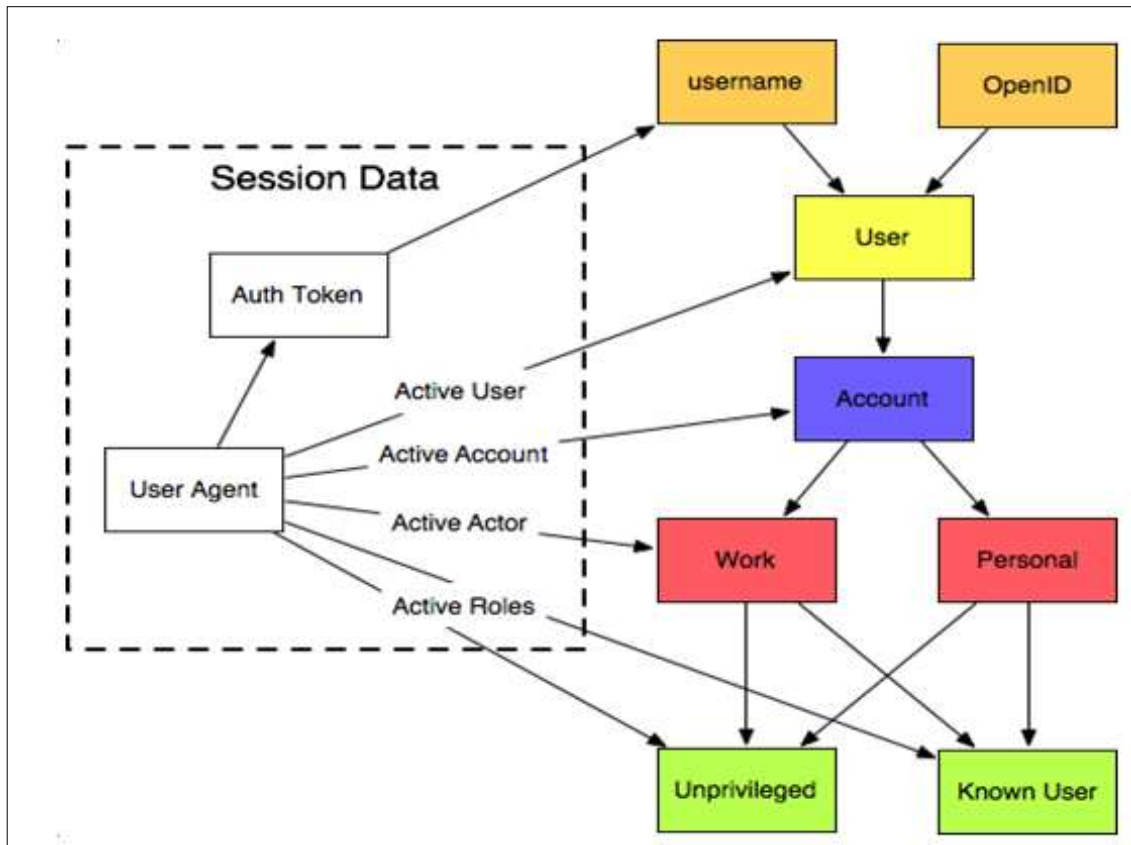 username
OpenID
Session Data
User
Auth Token
Active User
Account
Active Account
User Agent
Active Actor
Work
Personal
Active Roles
Unprivileged
Known User